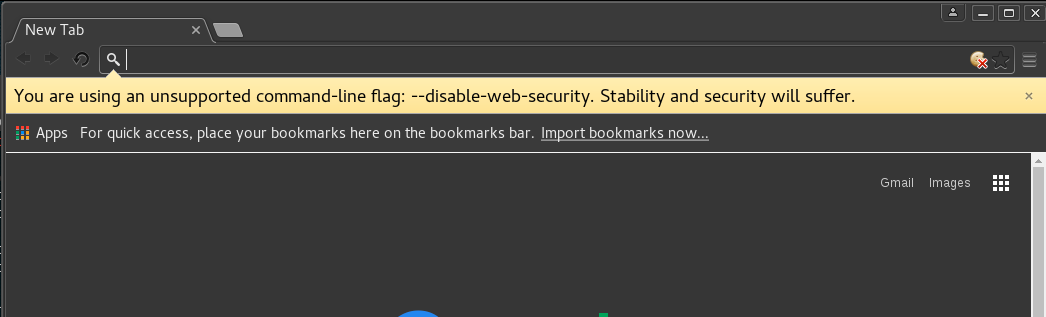 New Tab
You are using an unsupported command-line flag: --disable-web-security. Stability and security will suffer.
Apps For quick access, place your bookmarks here on the bookmarks bar. Import bookmarks now...
Gmail Images